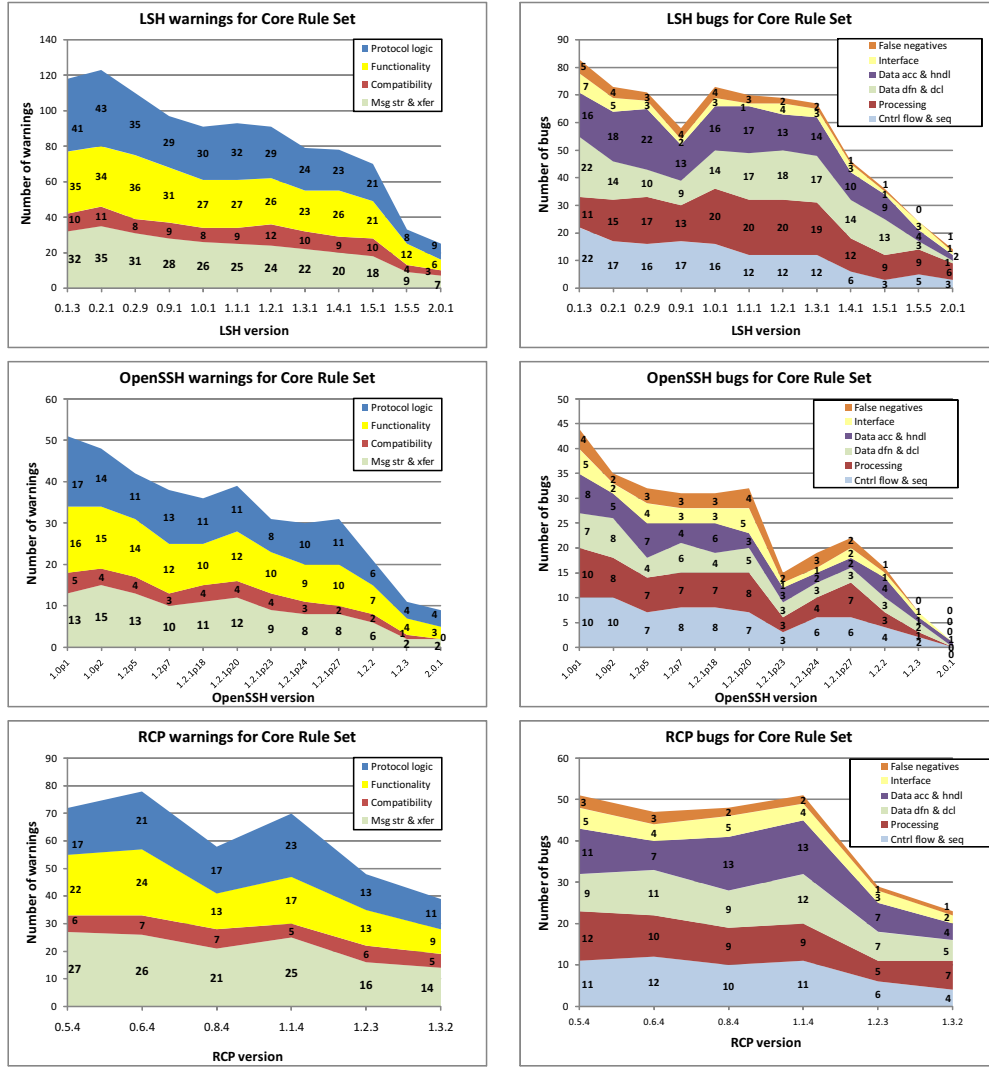 LSH warnings for Core Rule Set
Number of warnings
140
120
100
80
60
40
20
0
Protocol logic
Functionality
Compatibility
Msg str & xfer
41 43 35 29 30 32 29 24 23 21 8 9
35 34 36 31 27 27 26 23 26 21 12 6
10 11 8 9 8 9 12 10 9 10 4 3
32 35 31 28 26 25 24 22 20 18 9 7
0.1.3 0.2.1 0.2.9 0.9.1 1.0.1 1.1.1 1.2.1 1.3.1 1.4.1 1.5.1 1.5.5 2.0.1
LSH version
LSH bugs for Core Rule Set
Number of bugs
90
80
70
60
50
40
30
20
10
0
False negatives
Interface
Data acc & hndl
Data dfn & dcl
Processing
Cntrl flow & seq
5 4 3 4 4 3 2 2 1 1 0 1
7 5 3 2 3 1 4 3 3 1 3
16 18 22 13 16 17 13 14 10 9 4 2
22 14 10 9 14 17 18 17 14 13 3 1
11 15 17 13 20 20 20 19 12 9 9 6
22 17 16 17 16 12 12 12 6 3 5 3
0.1.3 0.2.1 0.2.9 0.9.1 1.0.1 1.1.1 1.2.1 1.3.1 1.4.1 1.5.1 1.5.5 2.0.1
LSH version
OpenSSH warnings for Core Rule Set
Number of warnings
60
50
40
30
20
10
0
Protocol logic
Functionality
Compatibility
Msg str & xfer
17 14 11 13 11 11 8 10 11 6 4 4
16 15 14 12 10 12 10 9 10 7 4 3
5 4 4 3 4 4 4 3 2 2 1 0
13 15 13 10 11 12 9 8 8 6 2 2
1.0p1 1.0p2 1.2p5 1.2p7 1.2.1p18 1.2.1p20 1.2.1p23 1.2.1p24 1.2.1p27 1.2.2 1.2.3 2.0.1
OpenSSH version
OpenSSH bugs for Core Rule Set
Number of bugs
50
45
40
35
30
25
20
15
10
5
0
False negatives
Interface
Data acc & hndl
Data dfn & dcl
Processing
Cntrl flow & seq
4 2 3 3 3 4 2 3 2 1 0 0
5 2 4 3 3 5 1 1 2 1 1 0
8 5 7 4 6 3 3 2 2 4 1 1
7 8 4 6 4 5 3 3 3 3 2 0
10 8 7 7 7 8 3 4 7 3 1 0
10 10 7 8 8 7 3 6 6 4 2 0
1.0p1 1.0p2 1.2p5 1.2p7 1.2.1p18 1.2.1p20 1.2.1p23 1.2.1p24 1.2.1p27 1.2.2 1.2.3 2.0.1
OpenSSH version
RCP warnings for Core Rule Set
Number of warnings
90
80
70
60
50
40
30
20
10
0
Protocol logic
Functionality
Compatibility
Msg str & xfer
17 21 17 23 13 11
22 24 13 17 13 9
6 7 7 5 6 5
27 26 21 25 16 14
0.5.4 0.6.4 0.8.4 1.1.4 1.2.3 1.3.2
RCP version
RCP bugs for Core Rule Set
Number of bugs
60
50
40
30
20
10
0
False negatives
Interface
Data acc & hndl
Data dfn & dcl
Processing
Cntrl flow & seq
3 3 2 2 1 1
5 4 5 4 3 2
11 7 13 13 7 4
9 11 9 12 7 5
12 10 9 9 5 7
11 12 10 11 6 4
0.5.4 0.6.4 0.8.4 1.1.4 1.2.3 1.3.2
RCP version